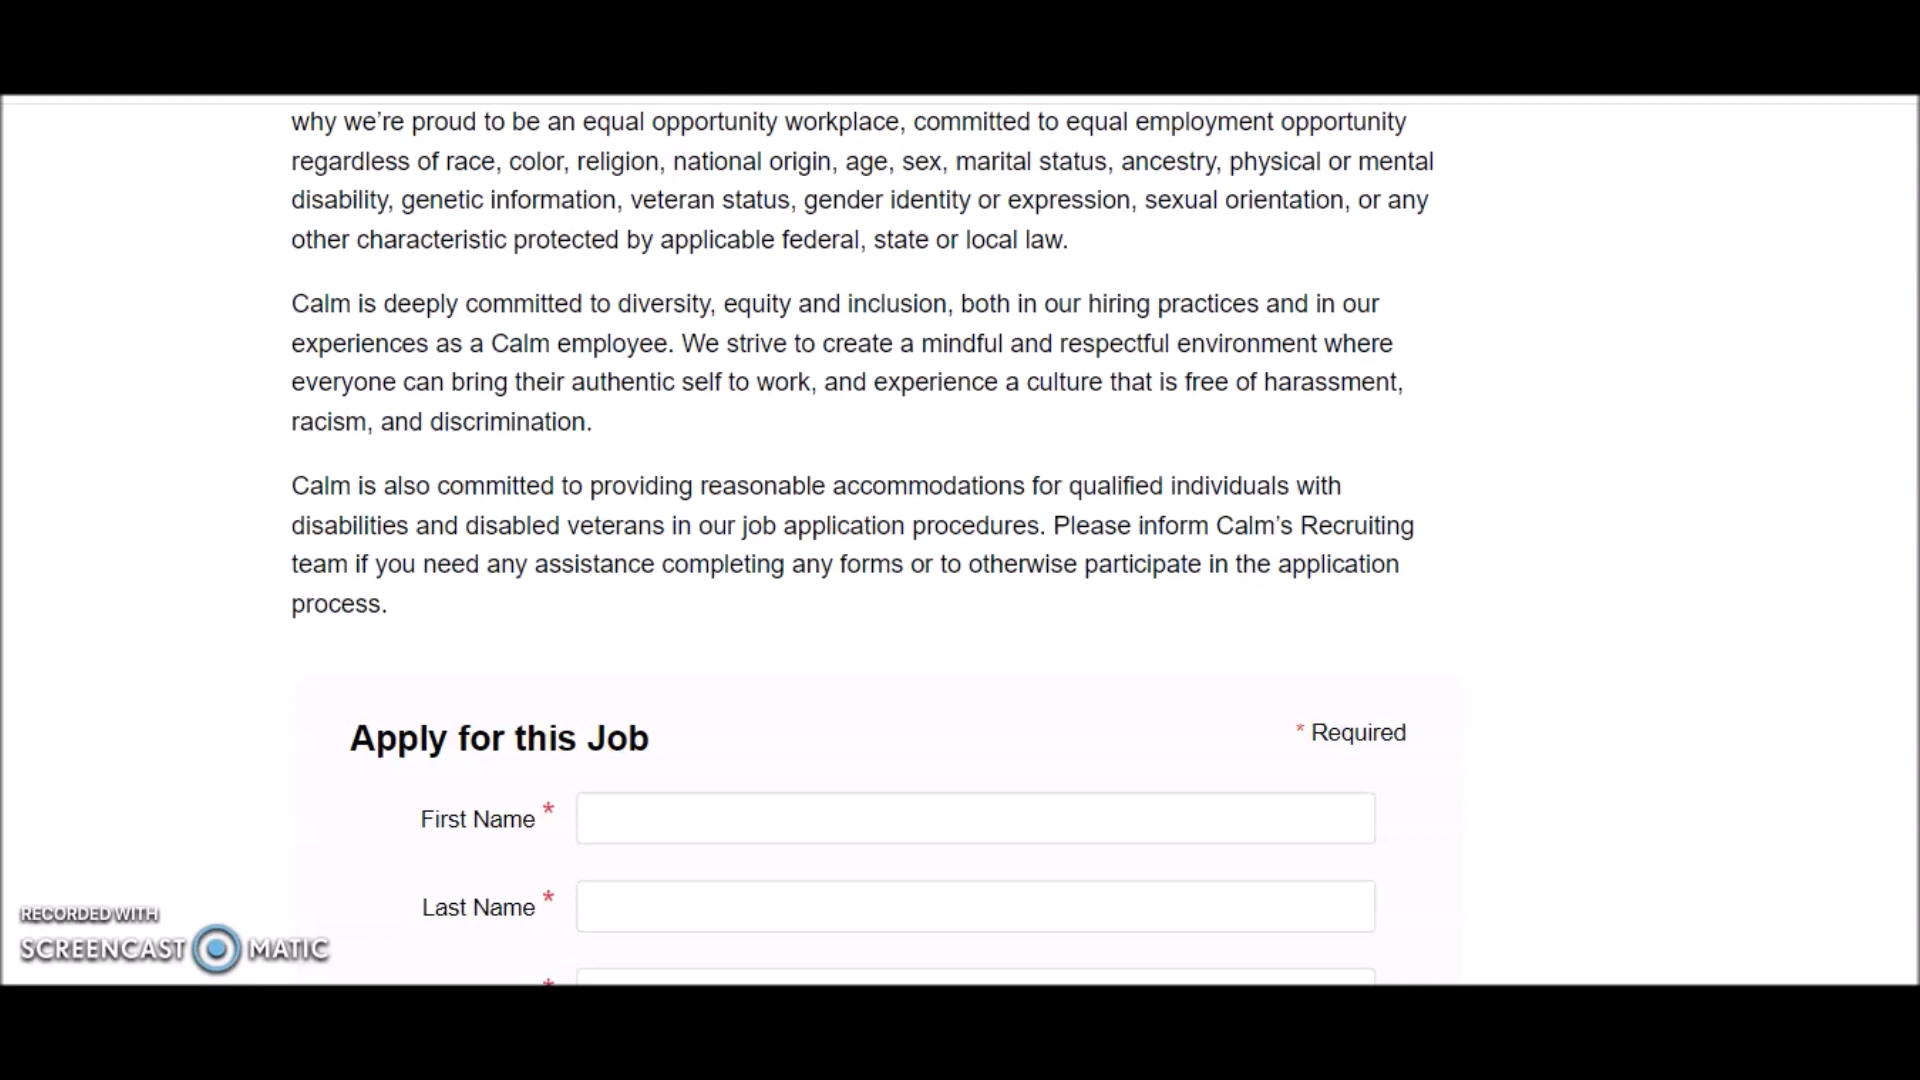 why we’re proud to be an equal opportunity workplace, committed to equal employment opportunity
regardless of race, color, religion, national origin, age, sex, marital status, ancestry, physical or mental
disability, genetic information, veteran status, gender identity or expression, sexual orientation, or any
other characteristic protected by applicable federal, state or local law.
Calm is deeply committed to diversity, equity and inclusion, both in our hiring practices and in our
experiences as a Calm employee. We strive to create a mindful and respectful environment where
everyone can bring their authentic self to work, and experience a culture that is free of harassment,
racism, and discrimination.
Calm is also committed to providing reasonable accommodations for qualified individuals with
disabilities and disabled veterans in our job application procedures. Please inform Calm’s Recruiting
team if you need any assistance completing any forms or to otherwise participate in the application
process.
Apply for this Job
* Required
First Name *
Last Name *
*
RECORDED WITH
SCREENCAST MATIC